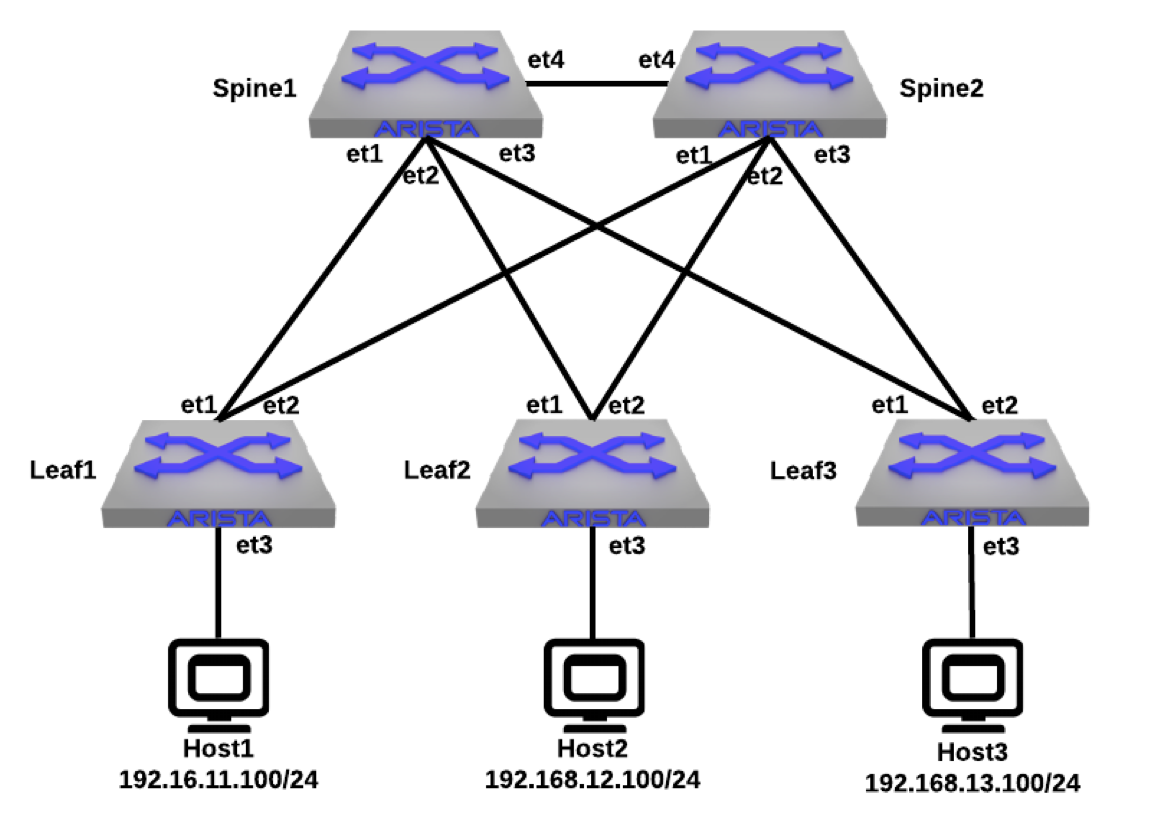 et4
et4
Spine1
Spine2
ARISTA
ARISTA
et1
et3
et1
et3
et2
et2
et1
et2
et1
et2
et1
et2
Leaf1
Leaf2
Leaf3
ARISTA
ARISTA
ARISTA
et3
et3
et3
Host1
Host2
Host3
192.16.11.100/24
192.168.12.100/24
192.168.13.100/24